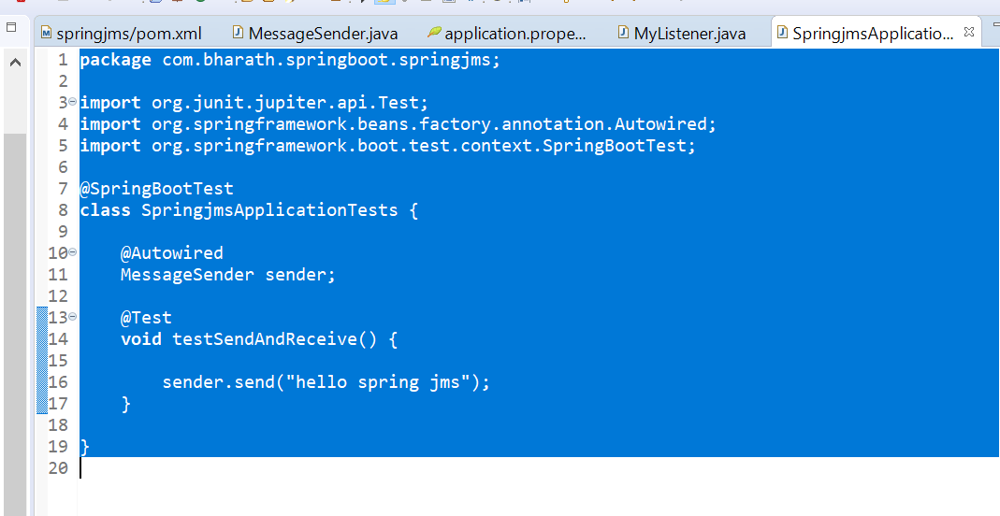 springjms/pom.xml MessageSender.java application.prope... MyListener.java SpringjmsApplicatio...
1 package com.bharath.springboot.springjms;
2
3 import org.junit.jupiter.api.Test;
4 import org.springframework.beans.factory.annotation.Autowired;
5 import org.springframework.boot.test.context.SpringBootTest;
6
7 @SpringBootTest
8 class SpringjmsApplicationTests {
9
10 @Autowired
11 MessageSender sender;
12
13 @Test
14 void testSendAndReceive() {
15
16 sender.send("hello spring jms");
17 }
18
19 }
20